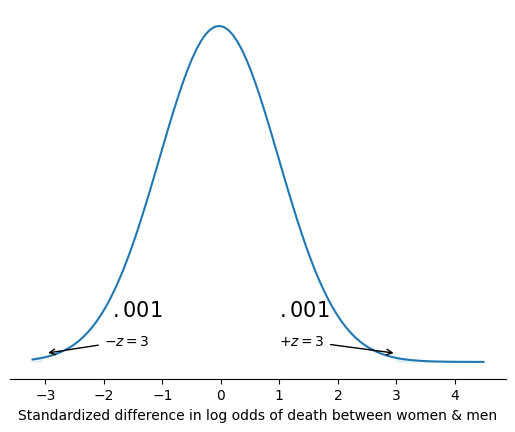 .001 .001
−z = 3 +z = 3
−3 −2 −1 0 1 2 3 4
Standardized difference in log odds of death between women & men